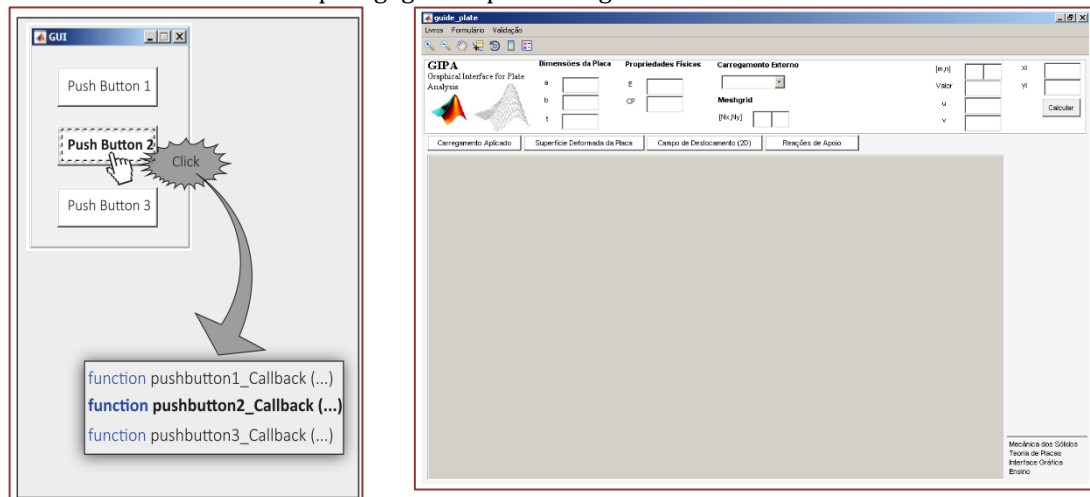 GUI
Push Button 1
Push Button 2
Click
Push Button 3
function pushbutton1_Callback (...)
function pushbutton2_Callback (...)
function pushbutton3_Callback (...)
guide_plate
Livros Formulário Validação
GIPA
Graphical Interface for Plate
Analysis
Dimensões da Placa
a
b
t
Propriedades Físicas
E
CP
Carregamento Externo
Meshgrid
[Nx,Ny]
[m,n]
Valor
u
v
xi
yi
Calcular
Carregamento Aplicado
Superfície Deformada da Placa
Campo de Deslocamento (2D)
Reações de Apoio
Mecânica dos Sólidos
Teoria de Placas
Interface Gráfica
Ensino